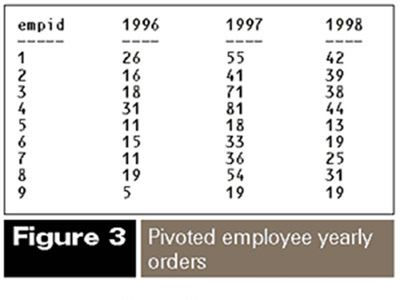 empid 1996 1997 1998
----- ---- ---- ----
1 26 55 42
2 16 41 39
3 18 71 38
4 31 81 44
5 11 18 13
6 15 33 19
7 11 36 25
8 19 54 31
9 5 19 19
Figure 3
Pivoted employee yearly
orders